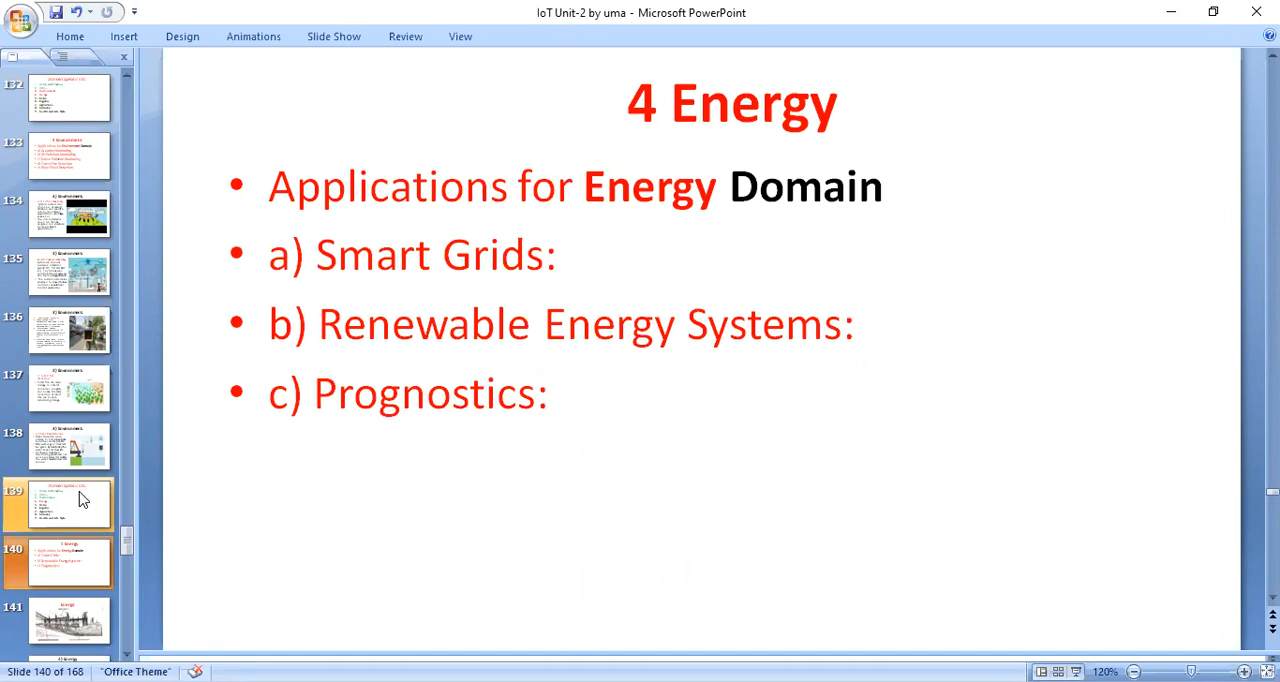 IoT Unit-2 by uma - Microsoft PowerPoint
Home Insert Design Animations Slide Show Review View
132
133
134
135
136
137
138
139
140
141
4 Energy
• Applications for Energy Domain
• a) Smart Grids:
• b) Renewable Energy Systems:
• c) Prognostics:
Slide 140 of 168 "Office Theme" 120%